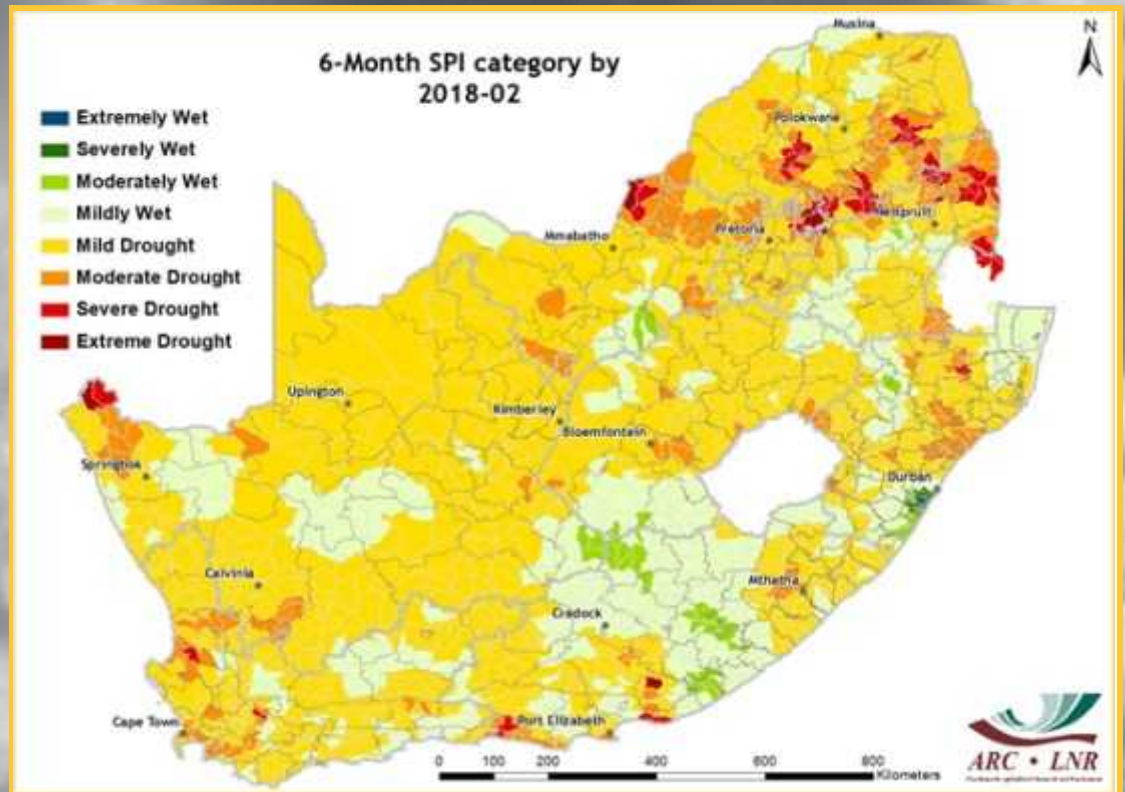 6-Month SPI category by
2018-02
N
Extremely Wet
Severely Wet
Moderately Wet
Mildly Wet
Mild Drought
Moderate Drought
Severe Drought
Extreme Drought
Musina
Polokwane
Nelspruit
Pretoria
Mmabatho
Upington
Kimberley
Bloemfontein
Springbok
Durban
Calvinia
Mthatha
Cradock
Cape Town
Port Elizabeth
0 100 200 400 600 800
Kilometers
ARC • LNR